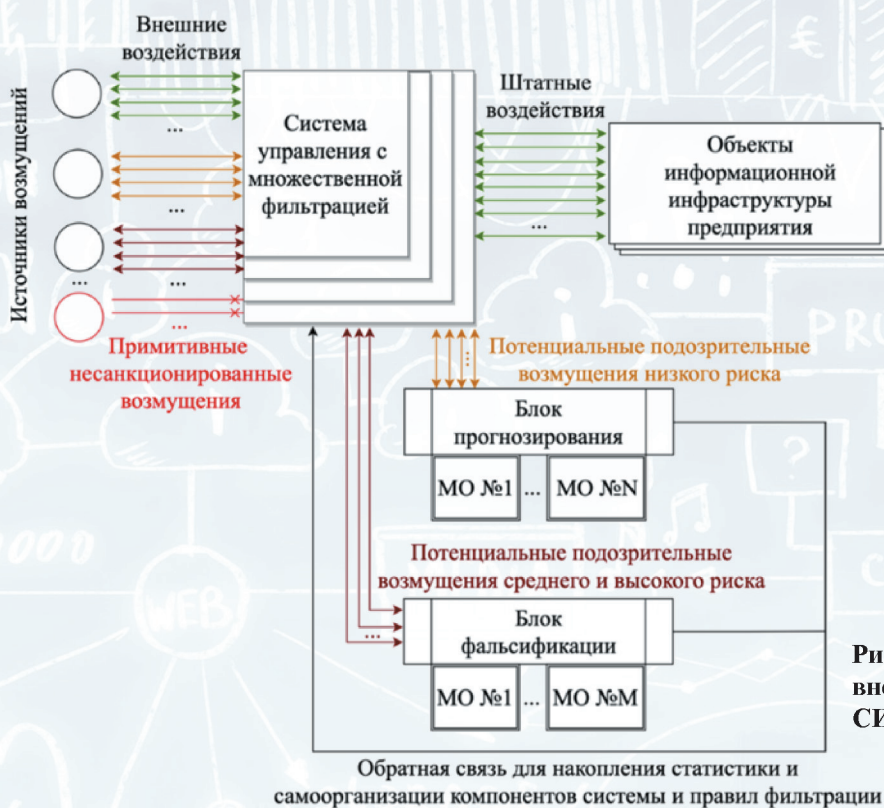 Внешние
воздействия
Источники возмущений
...
...
...
...
...
Система
управления с
множественной
фильтрацией
Штатные
воздействия
...
Объекты
информационной
инфраструктуры
предприятия
Примитивные
несанкционированные
возмущения
...
Потенциальные подозрительные
возмущения низкого риска
Блок
прогнозирования
МО №1 ... МО №N
Потенциальные подозрительные
возмущения среднего и высокого риска
...
Блок
фальсификации
МО №1 ... МО №M
Обратная связь для накопления статистики и
самоорганизации компонентов системы и правил фильтрации
WEB
?
€
0000